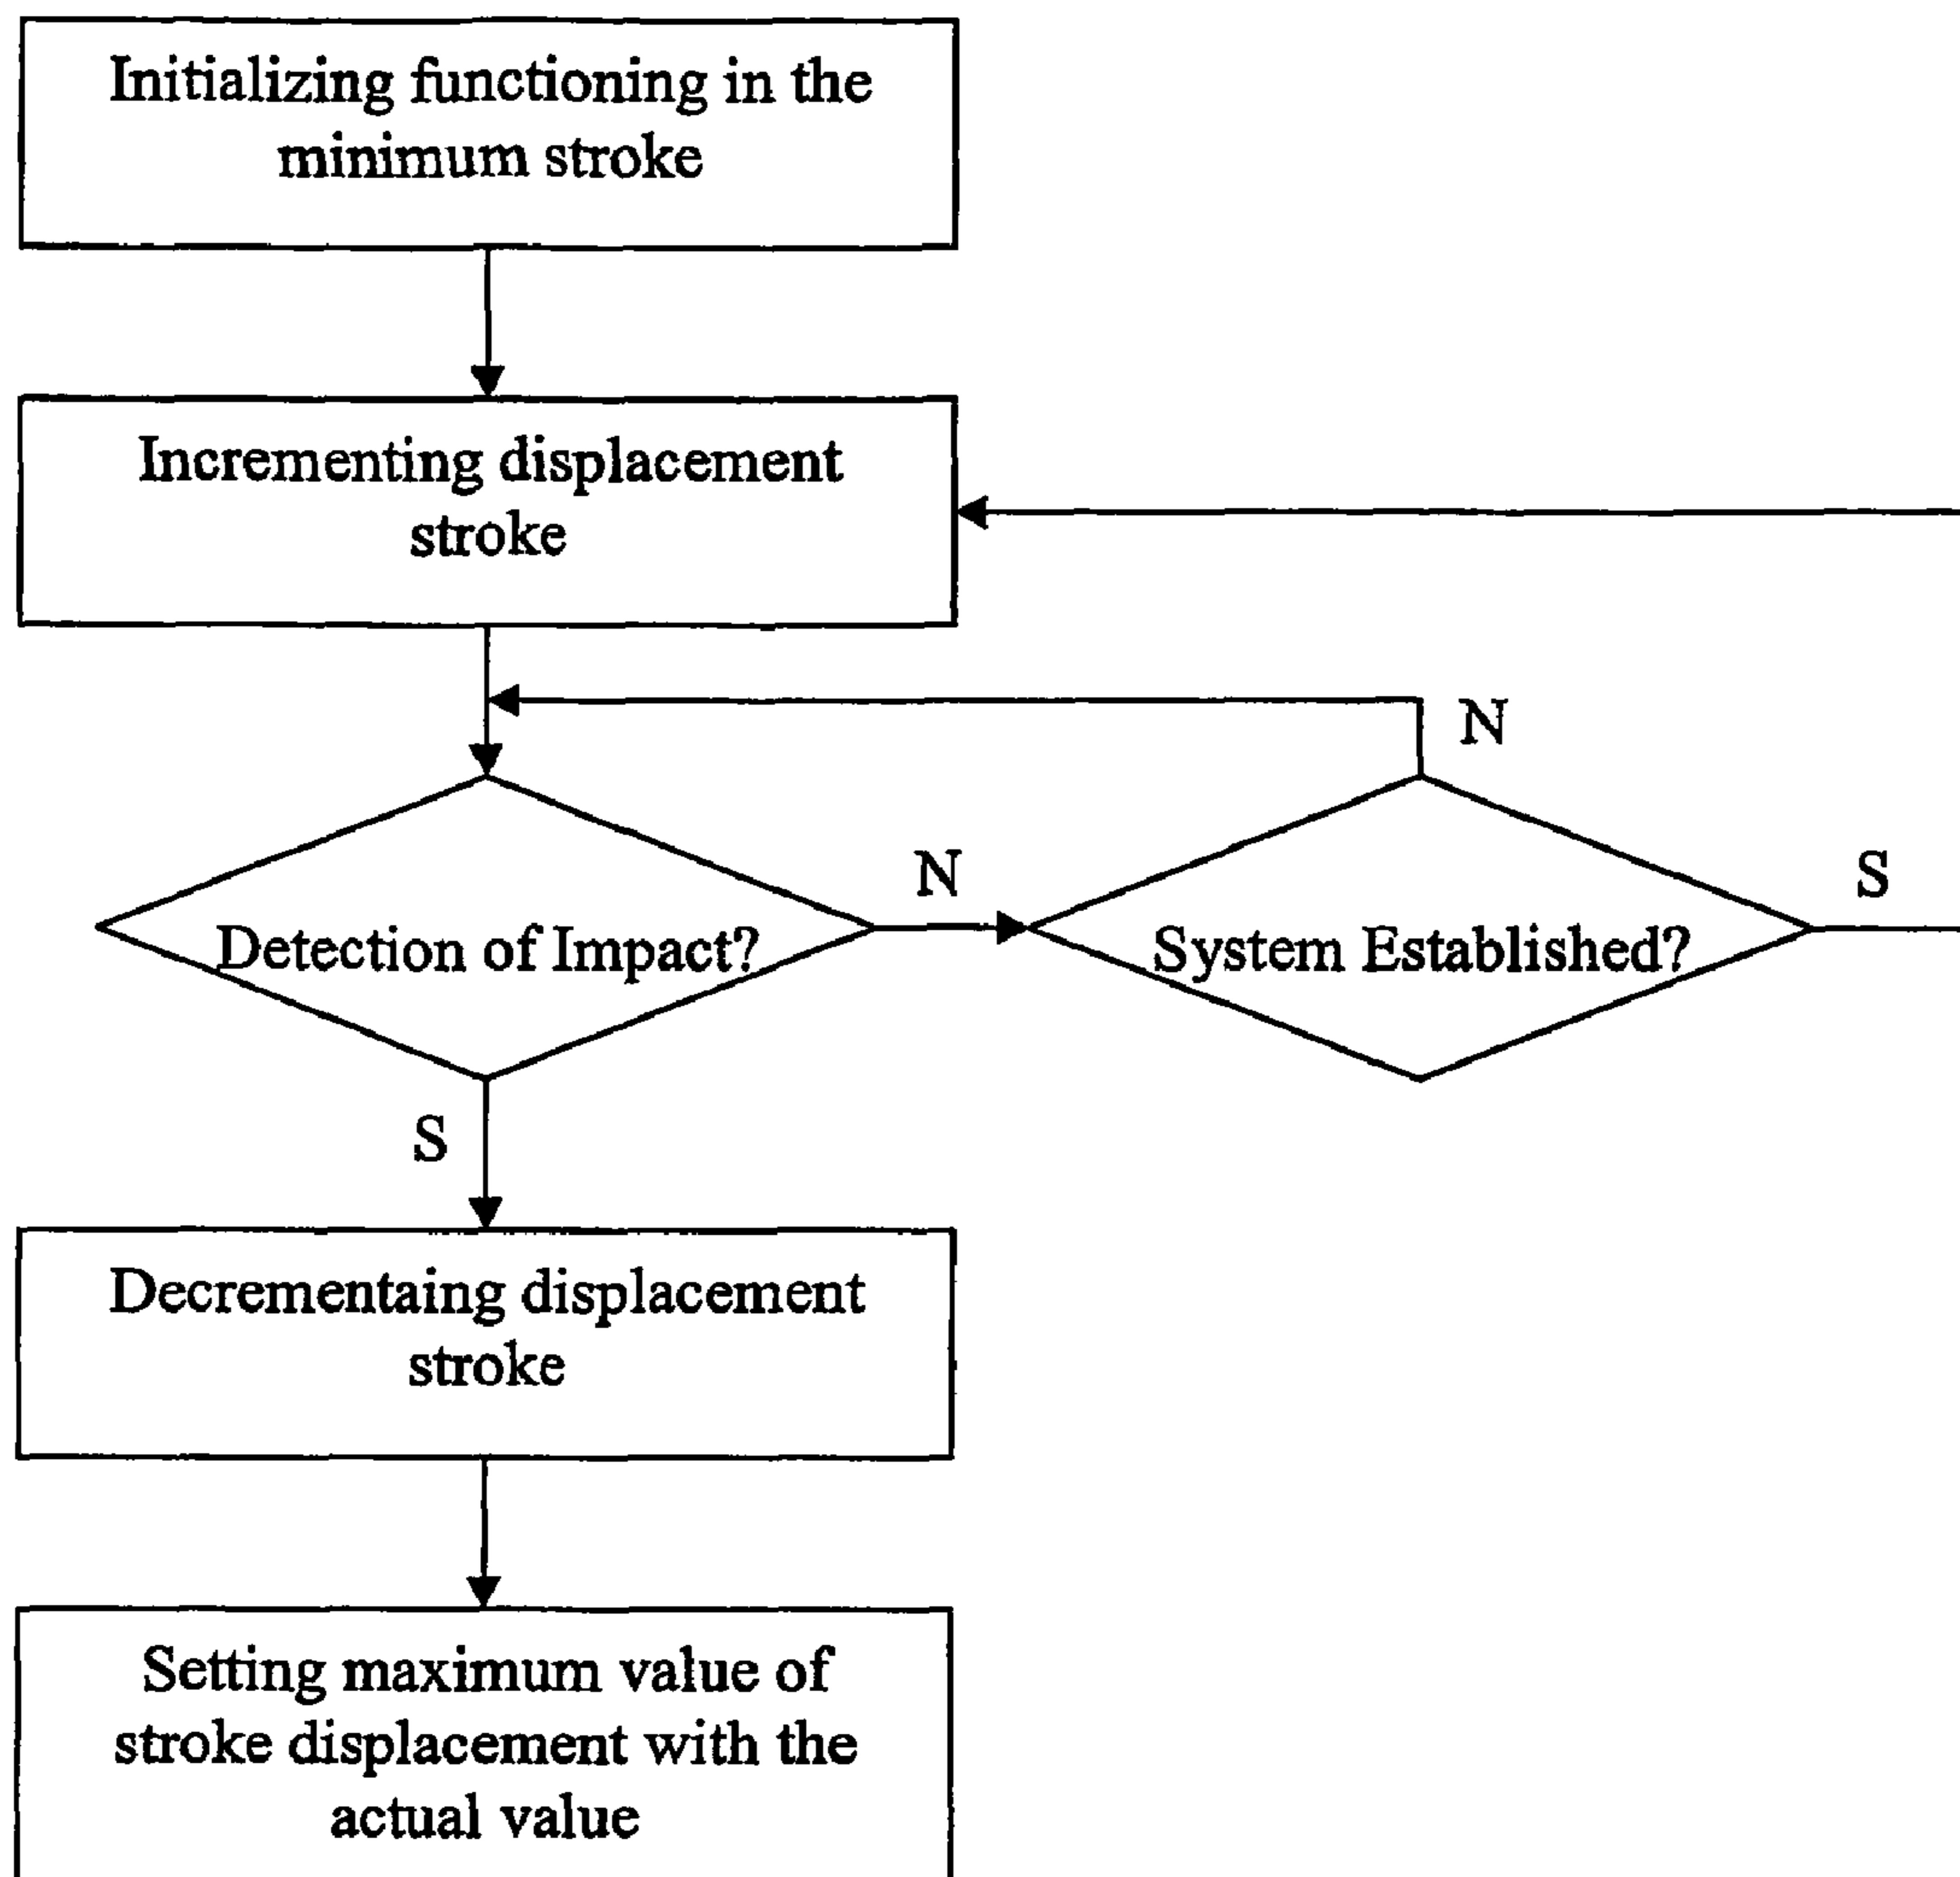 Initializing functioning in the
minimum stroke
Incrementing displacement
stroke
N
N
S
Detection of Impact?
System Established?
S
Decrementaing displacement
stroke
Setting maximum value of
stroke displacement with the
actual value